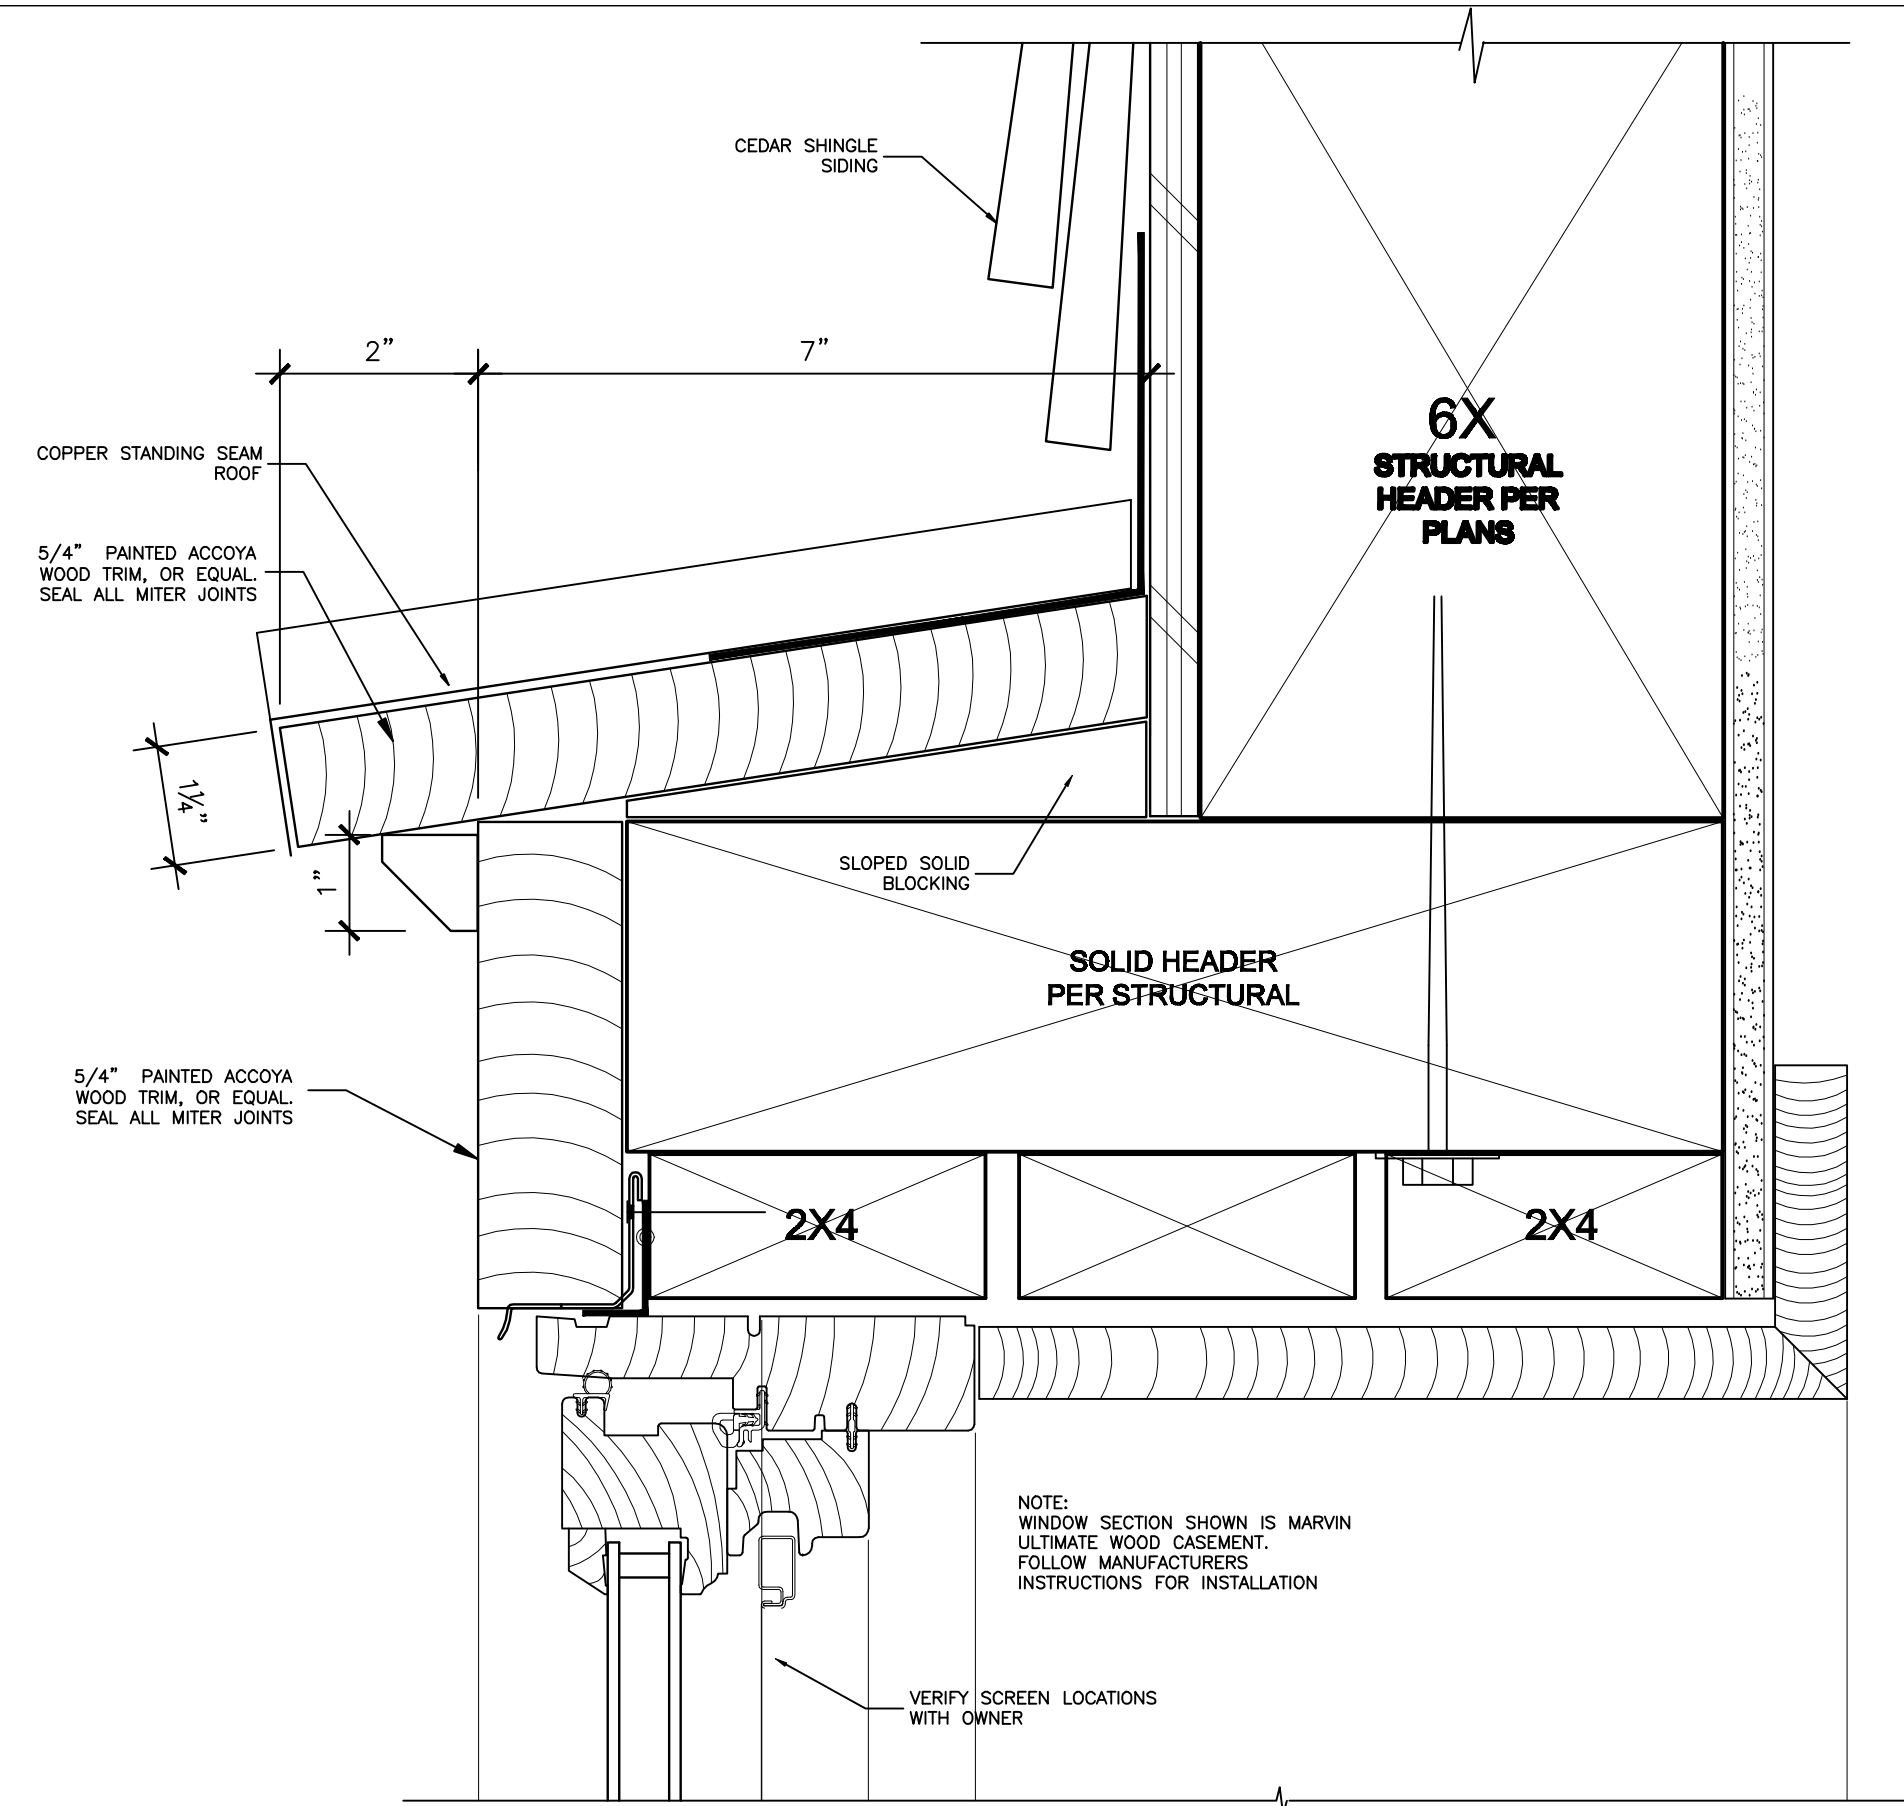 CEDAR SHINGLE
SIDING
2”
7”
COPPER STANDING SEAM
ROOF
6X
STRUCTURAL
HEADER PER
PLANS
5/4” PAINTED ACCOYA
WOOD TRIM, OR EQUAL.
SEAL ALL MITER JOINTS
1¼”
1”
SLOPED SOLID
BLOCKING
SOLID HEADER
PER STRUCTURAL
5/4” PAINTED ACCOYA
WOOD TRIM, OR EQUAL.
SEAL ALL MITER JOINTS
2X4
2X4
NOTE:
WINDOW SECTION SHOWN IS MARVIN
ULTIMATE WOOD CASEMENT.
FOLLOW MANUFACTURERS
INSTRUCTIONS FOR INSTALLATION
VERIFY SCREEN LOCATIONS
WITH OWNER